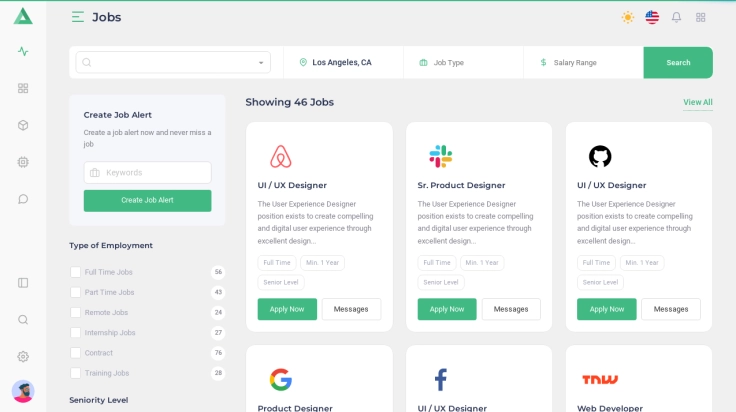 Jobs
Los Angeles, CA
Job Type
Salary Range
Search
Create Job Alert
Create a job alert now and never miss a
job
Keywords
Create Job Alert
Type of Employment
Full Time Jobs 56
Part Time Jobs 43
Remote Jobs 24
Internship Jobs 27
Contract 76
Training Jobs 28
Seniority Level
Showing 46 Jobs
View All
UI / UX Designer
The User Experience Designer
position exists to create compelling
and digital user experience through
excellent design...
Full Time
Min. 1 Year
Senior Level
Apply Now
Messages
Sr. Product Designer
The User Experience Designer
position exists to create compelling
and digital user experience through
excellent design...
Full Time
Min. 1 Year
Senior Level
Apply Now
Messages
UI / UX Designer
The User Experience Designer
position exists to create compelling
and digital user experience through
excellent design...
Full Time
Min. 1 Year
Senior Level
Apply Now
Messages
Product Designer
UI / UX Designer
TNW
Web Developer